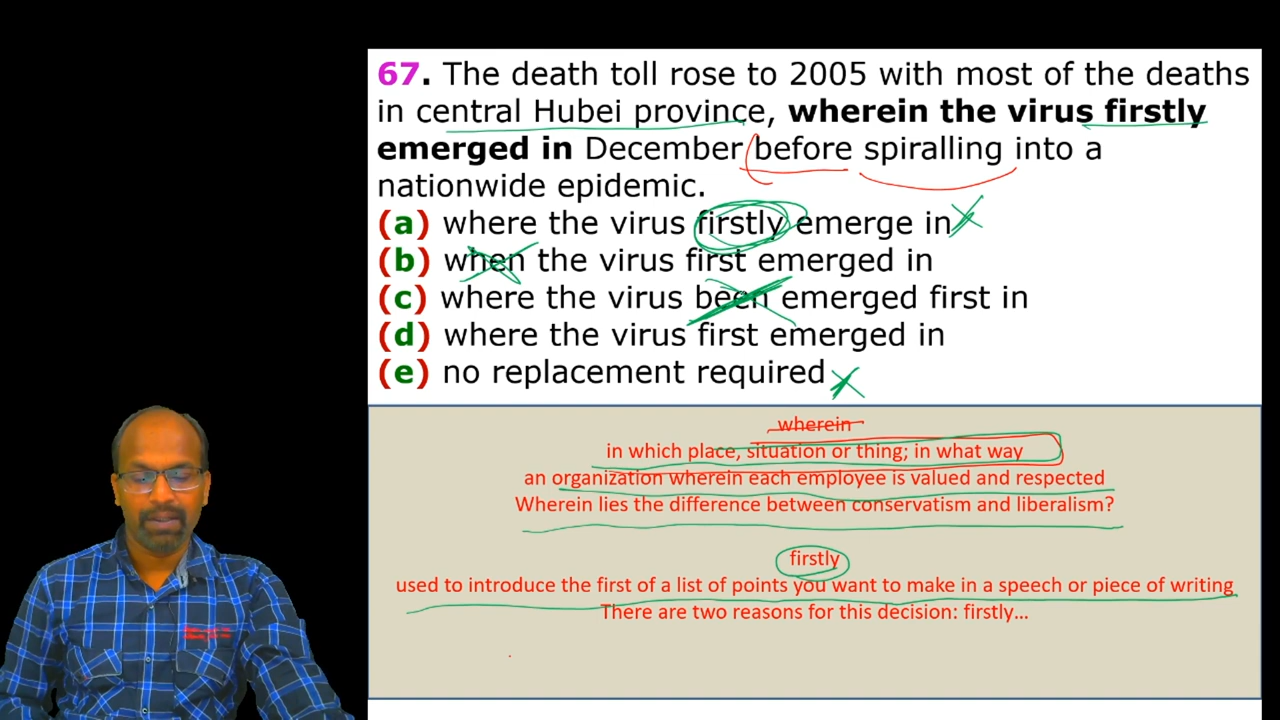 67. The death toll rose to 2005 with most of the deaths
in central Hubei province, wherein the virus firstly
emerged in December before spiralling into a
nationwide epidemic.
(a) where the virus firstly emerge in
(b) when the virus first emerged in
(c) where the virus been emerged first in
(d) where the virus first emerged in
(e) no replacement required
wherein
in which place, situation or thing; in what way
an organization wherein each employee is valued and respected
Wherein lies the difference between conservatism and liberalism?
firstly
used to introduce the first of a list of points you want to make in a speech or piece of writing
There are two reasons for this decision: firstly...